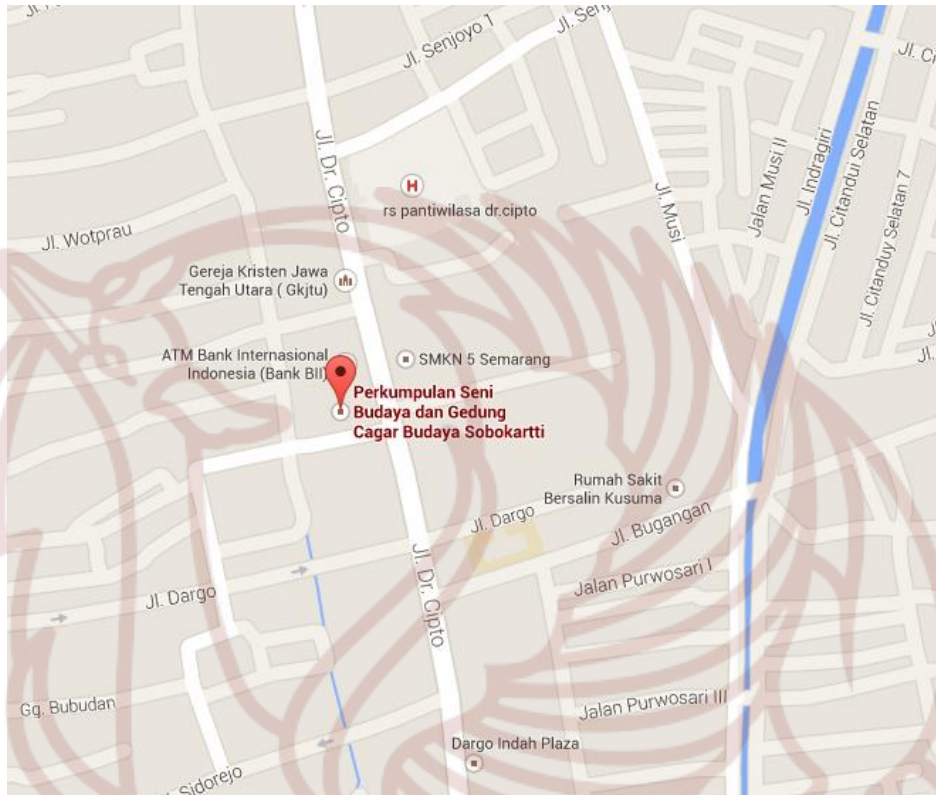 Jl. Senjoyo 1
Jl. Sen
Jl. Dr. Cipto
H
rs pantiwilasa dr.cipto
Jl. Musi
Jalan Musi II
Jl. Indragiri
Jl. Citandui Selatan
Jl. Citanduy Selatan 7
Jl. Ci
Jl. Wotprau
Gereja Kristen Jawa
Tengah Utara ( Gkjtu)
ATM Bank Internasional
Indonesia (Bank BII)
SMKN 5 Semarang
Perkumpulan Seni
Budaya dan Gedung
Cagar Budaya Sobokartti
Rumah Sakit
Bersalin Kusuma
Jl. Dargo
Jl. Bugangan
Jl. Dr. Cipto
Jalan Purwosari I
Jl. Dargo
Gg. Bubudan
Jalan Purwosari III
Dargo Indah Plaza
Sidorejo